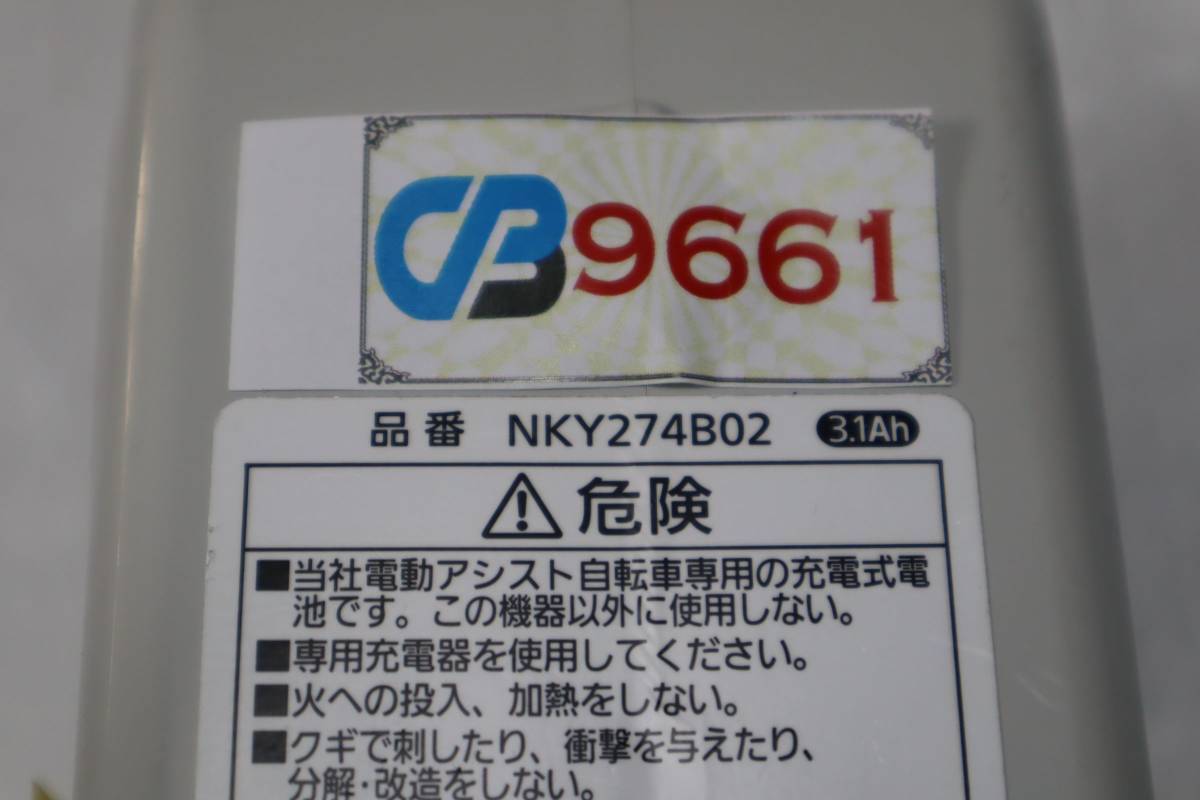 CB 9661
品番 NKY274B02 3.1Ah
危険
■当社電動アシスト自転車専用の充電式電
池です。この機器以外に使用しない。
■専用充電器を使用してください。
■火への投入、加熱をしない。
■クギで刺したり、衝撃を与えたり、
分解・改造をしない。